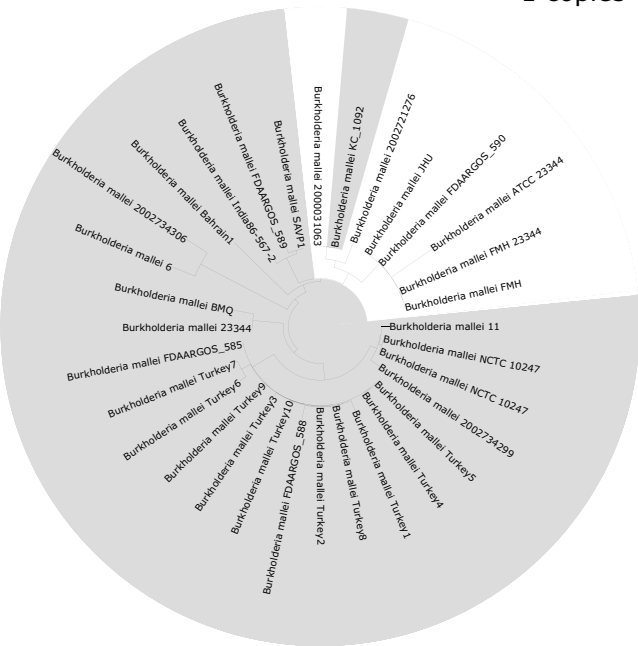 copies
Burkholderia mallei 2000031063
Burkholderia mallei KC_1092
Burkholderia mallei 2002721276
Burkholderia mallei JHU
Burkholderia mallei FDAARGOS_590
Burkholderia mallei ATCC 23344
Burkholderia mallei FMH 23344
Burkholderia mallei FMH
Burkholderia mallei 11
Burkholderia mallei NCTC 10247
Burkholderia mallei NCTC 10247
Burkholderia mallei 2002734299
Burkholderia mallei Turkey5
Burkholderia mallei Turkey4
Burkholderia mallei Turkey1
Burkholderia mallei Turkey8
Burkholderia mallei Turkey2
Burkholderia mallei FDAARGOS_588
Burkholderia mallei Turkey10
Burkholderia mallei Turkey3
Burkholderia mallei Turkey9
Burkholderia mallei Turkey6
Burkholderia mallei Turkey7
Burkholderia mallei FDAARGOS_585
Burkholderia mallei 23344
Burkholderia mallei BMQ
Burkholderia mallei 6
Burkholderia mallei 2002734306
Burkholderia mallei Bahrain1
Burkholderia mallei India86-567-2
Burkholderia mallei FDAARGOS_589
Burkholderia mallei SAVP1